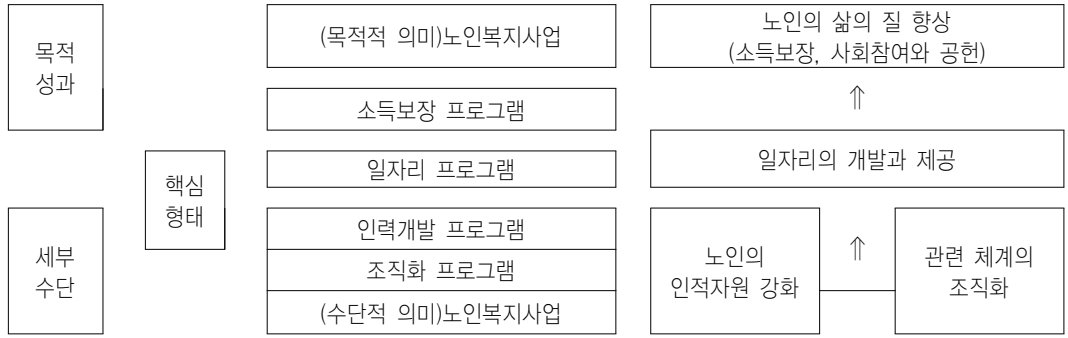 목적
성과
핵심
형태
세부
수단
(목적적 의미)노인복지사업
소득보장 프로그램
일자리 프로그램
인력개발 프로그램
조직화 프로그램
(수단적 의미)노인복지사업
노인의 삶의 질 향상
(소득보장, 사회참여와 공헌)
⇑
일자리의 개발과 제공
노인의
인적자원 강화
⇑
관련 체계의
조직화